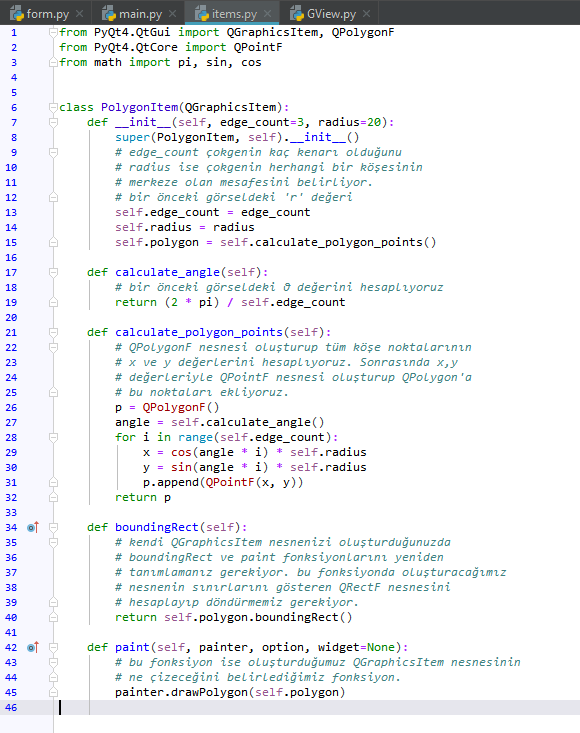 form.py × main.py × items.py × GView.py ×
1 from PyQt4.QtGui import QGraphicsItem, QPolygonF
2 from PyQt4.QtCore import QPointF
3 from math import pi, sin, cos
4
5
6 class PolygonItem(QGraphicsItem):
7     def __init__(self, edge_count=3, radius=20):
8         super(PolygonItem, self).__init__()
9         # edge_count çokgenin kaç kenarı olduğunu
10         # radius ise çokgenin herhangi bir köşesinin
11         # merkeze olan mesafesini belirliyor.
12         # bir önceki görseldeki 'r' değeri
13         self.edge_count = edge_count
14         self.radius = radius
15         self.polygon = self.calculate_polygon_points()
16
17     def calculate_angle(self):
18         # bir önceki görseldeki θ değerini hesaplıyoruz
19         return (2 * pi) / self.edge_count
20
21     def calculate_polygon_points(self):
22         # QPolygonF nesnesi oluşturup tüm köşe noktalarının
23         # x ve y değerlerini hesaplıyoruz. Sonrasında x,y
24         # değerleriyle QPointF nesnesi oluşturup QPolygon'a
25         # bu noktaları ekliyoruz.
26         p = QPolygonF()
27         angle = self.calculate_angle()
28         for i in range(self.edge_count):
29             x = cos(angle * i) * self.radius
30             y = sin(angle * i) * self.radius
31             p.append(QPointF(x, y))
32         return p
33
34     def boundingRect(self):
35         # kendi QGraphicsItem nesnenizi oluşturduğunuzda
36         # boundingRect ve paint fonksiyonlarını yeniden
37         # tanımlamanız gerekiyor. bu fonksiyonda oluşturacağımız
38         # nesnenin sınırlarını gösteren QRectF nesnesini
39         # hesaplayıp döndürmemiz gerekiyor.
40         return self.polygon.boundingRect()
41
42     def paint(self, painter, option, widget=None):
43         # bu fonksiyon ise oluşturduğumuz QGraphicsItem nesnesinin
44         # ne çizeceğini belirlediğimiz fonksiyon.
45         painter.drawPolygon(self.polygon)
46